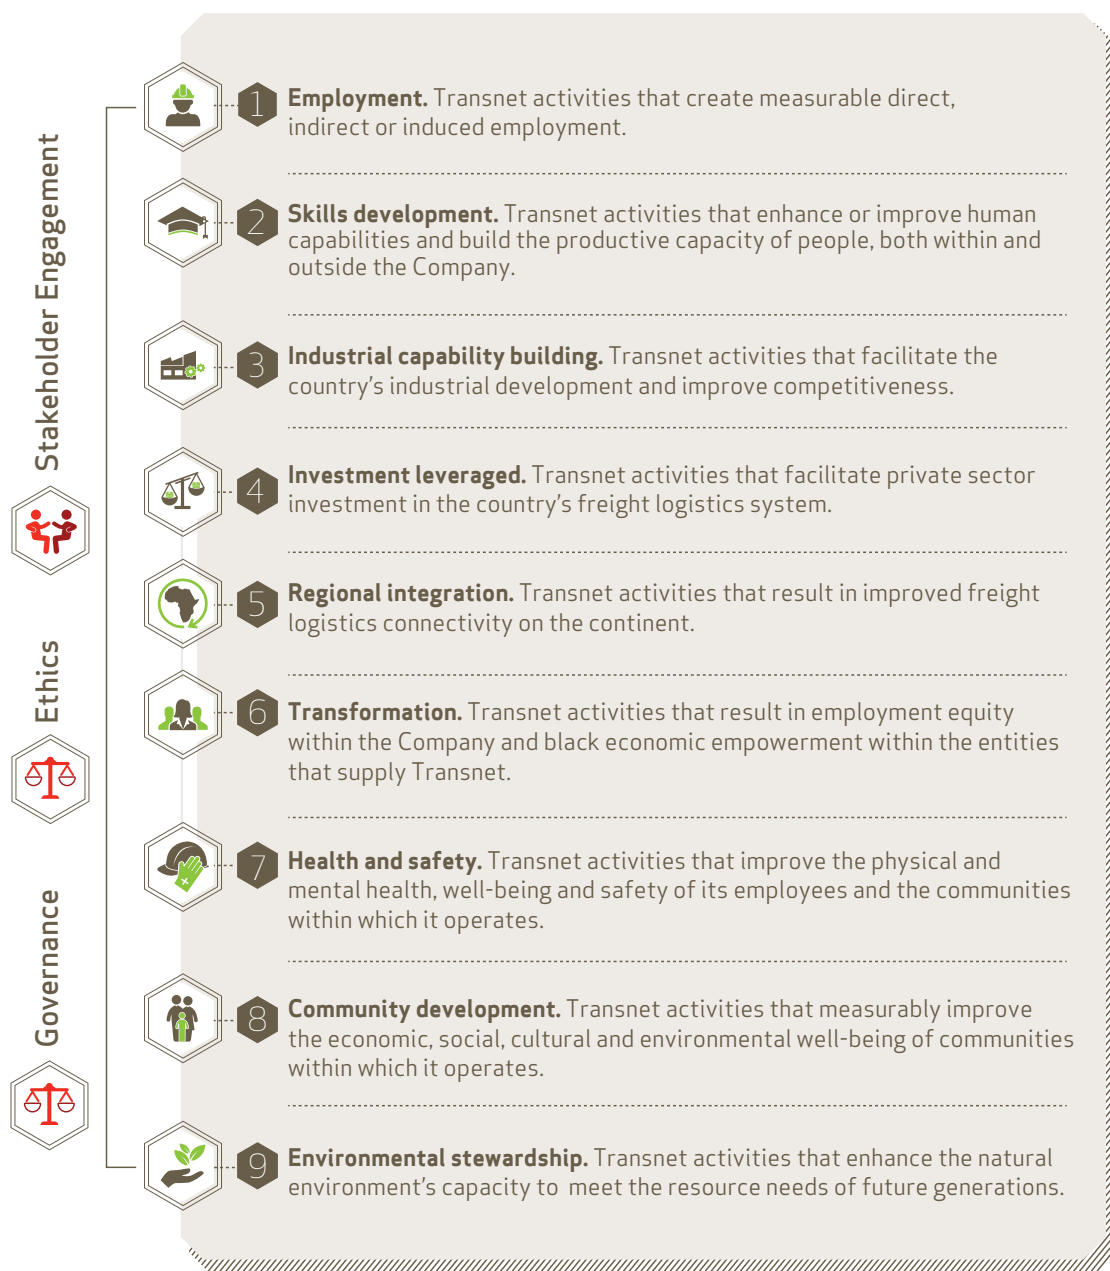 Stakeholder Engagement
Ethics
Governance
1
Employment. Transnet activities that create measurable direct,
indirect or induced employment.
2
Skills development. Transnet activities that enhance or improve human
capabilities and build the productive capacity of people, both within and
outside the Company.
3
Industrial capability building. Transnet activities that facilitate the
country’s industrial development and improve competitiveness.
4
Investment leveraged. Transnet activities that facilitate private sector
investment in the country’s freight logistics system.
5
Regional integration. Transnet activities that result in improved freight
logistics connectivity on the continent.
6
Transformation. Transnet activities that result in employment equity
within the Company and black economic empowerment within the entities
that supply Transnet.
7
Health and safety. Transnet activities that improve the physical and
mental health, well-being and safety of its employees and the communities
within which it operates.
8
Community development. Transnet activities that measurably improve
the economic, social, cultural and environmental well-being of communities
within which it operates.
9
Environmental stewardship. Transnet activities that enhance the natural
environment’s capacity to meet the resource needs of future generations.